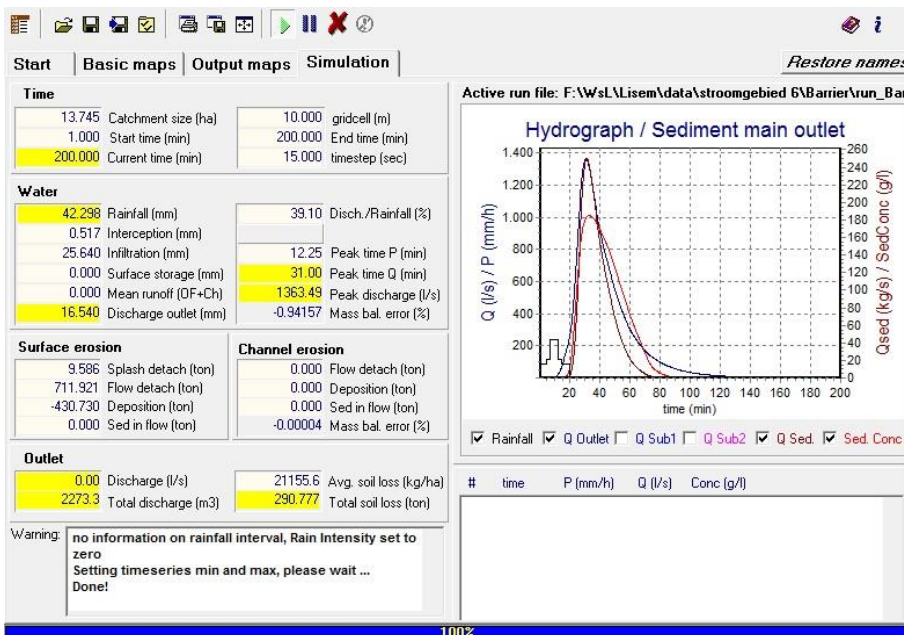 Start Basic maps Output maps Simulation Restore names
Time
13.745 Catchment size (ha) 10.000 gridcell (m)
1.000 Start time (min) 200.000 End time (min)
200.000 Current time (min) 15.000 timestep (sec)
Water
42.298 Rainfall (mm) 39.10 Disch./Rainfall (%)
0.517 Interception (mm)
25.640 Infiltration (mm) 12.25 Peak time P (min)
0.000 Surface storage (mm) 31.00 Peak time Q (min)
0.000 Mean runoff (OF+Ch) 1363.49 Peak discharge (l/s)
16.540 Discharge outlet (mm) -0.94157 Mass bal. error (%)
Surface erosion
9.586 Splash detach (ton)
711.921 Flow detach (ton)
-430.730 Deposition (ton)
0.000 Sed in flow (ton)
Channel erosion
0.000 Flow detach (ton)
0.000 Deposition (ton)
0.000 Sed in flow (ton)
-0.00004 Mass bal. error (%)
Outlet
0.00 Discharge (l/s) 21155.6 Avg. soil loss (kg/ha)
2273.3 Total discharge (m3) 290.777 Total soil loss (ton)
Warning:
no information on rainfall interval, Rain Intensity set to
zero
Setting timeseries min and max, please wait ...
Done!
Active run file: F:\WsL\Lisem\data\stroomgebied 6\Barrier\run_Bar
Hydrograph / Sediment main outlet
Q (l/s) / P (mm/h)
1.400
1.200
1.000
800
600
400
200
260
240
220
200
180
160
140
120
100
80
60
40
20
0
Qsed (kg/s) / SedConc (g/l)
20 40 60 80 100 120 140 160 180 200
time (min)
Rainfall Q Outlet Q Sub1 Q Sub2 Q Sed. Sed. Conc
# time P (mm/h) Q (l/s) Conc (g/l)
100%